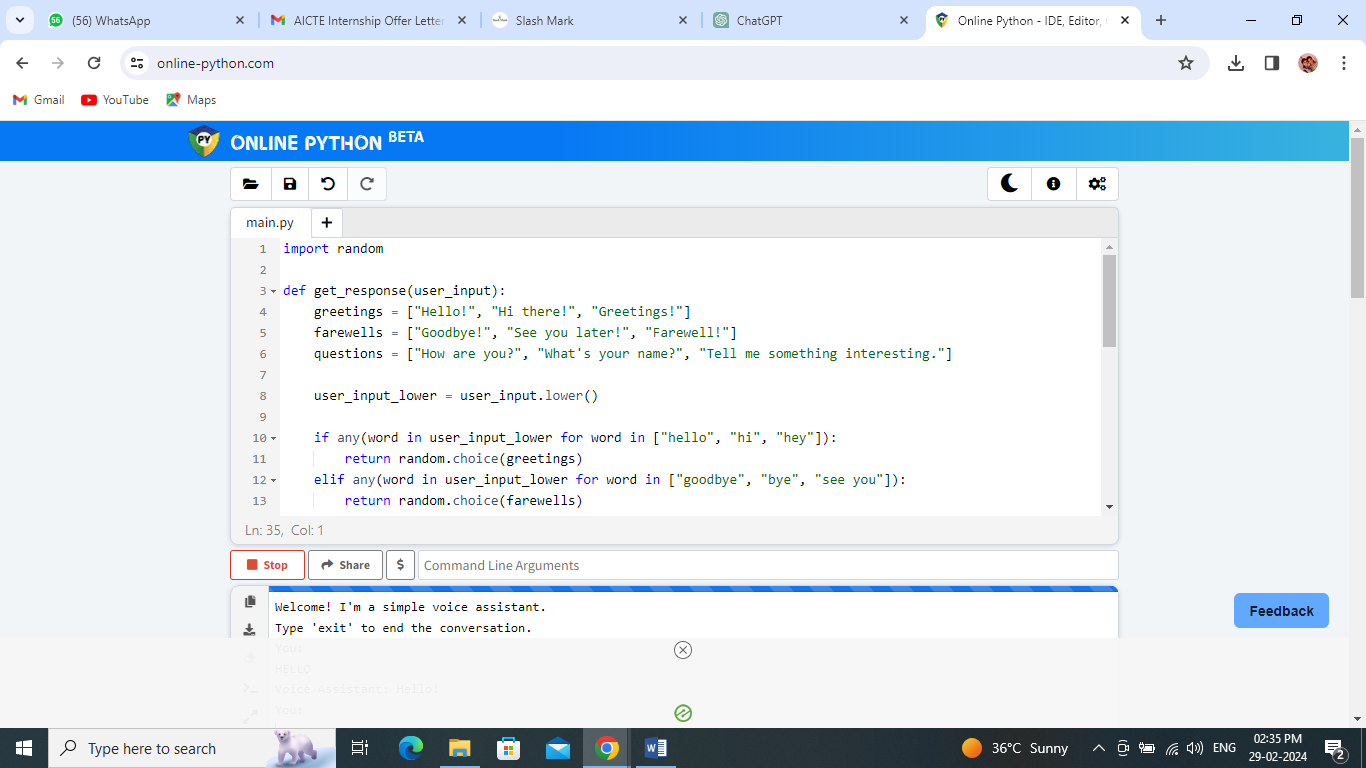 (56) WhatsApp
AICTE Internship Offer Letter
Slash Mark
ChatGPT
Online Python - IDE, Editor,
online-python.com
Gmail
YouTube
Maps
PY
ONLINE PYTHON BETA
main.py
1 import random
2
3 def get_response(user_input):
4 greetings = ["Hello!", "Hi there!", "Greetings!"]
5 farewells = ["Goodbye!", "See you later!", "Farewell!"]
6 questions = ["How are you?", "What's your name?", "Tell me something interesting."]
7
8 user_input_lower = user_input.lower()
9
10 if any(word in user_input_lower for word in ["hello", "hi", "hey"]):
11 return random.choice(greetings)
12 elif any(word in user_input_lower for word in ["goodbye", "bye", "see you"]):
13 return random.choice(farewells)
Ln: 35, Col: 1
Stop
Share
$
Command Line Arguments
Welcome! I'm a simple voice assistant.
Type 'exit' to end the conversation.
You:
HELLO
Voice Assistant: Hello!
You:
Feedback
Type here to search
36°C Sunny
ENG
02:35 PM
29-02-2024
2